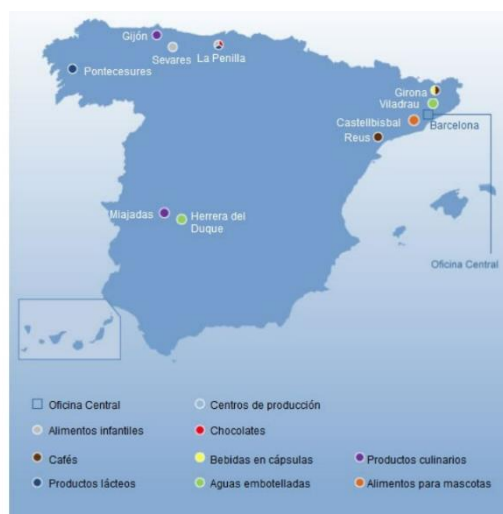 Gijón
Sevares
La Penilla
Pontecesures
Girona
Viladrau
Castellbisbal
Barcelona
Reus
Miajadas
Herrera del
Duque
Oficina Central
Oficina Central
Centros de producción
Alimentos infantiles
Chocolates
Cafés
Bebidas en cápsulas
Productos culinarios
Productos lácteos
Aguas embotelladas
Alimentos para mascotas